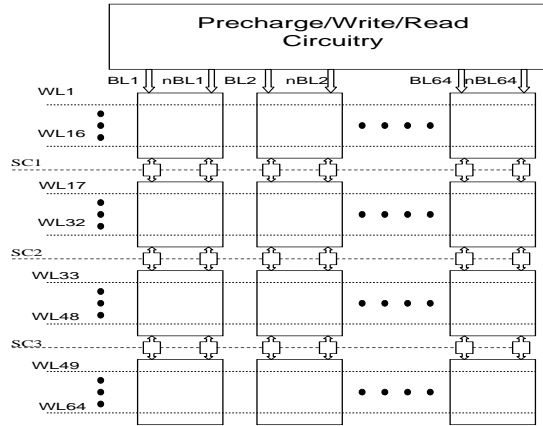 Precharge/Write/Read
Circuitry
BL1 nBL1 BL2 nBL2 BL64 nBL64
WL1
WL16
SC1
WL17
WL32
SC2
WL33
WL48
SC3
WL49
WL64